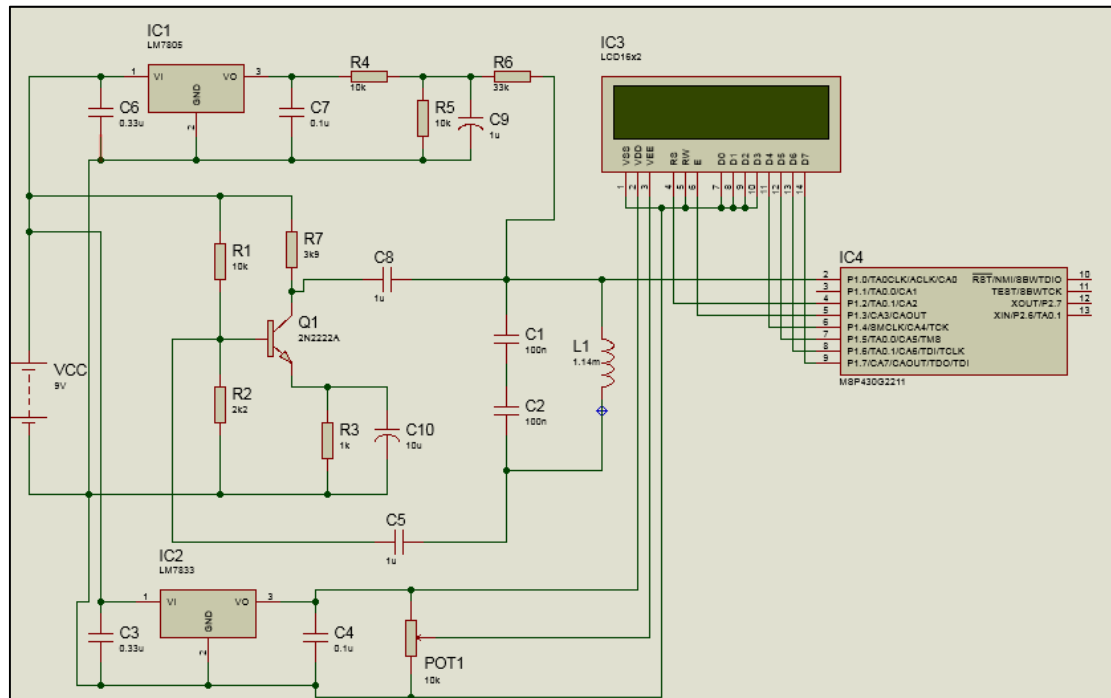 IC1
LM7805
1
VI
VO
3
GND
2
C6
0.33u
C7
0.1u
R4
10k
R5
10k
C9
1u
R6
33k
IC3
LCD16x2
VSS
VDD
VEE
RS
RW
E
D0
D1
D2
D3
D4
D5
D6
D7
1
2
3
4
5
6
7
8
9
10
11
12
13
14
R1
10k
R7
3k9
C8
1u
Q1
2N2222A
VCC
9V
R2
2k2
R3
1k
C10
10u
C1
100n
C2
100n
L1
1.14m
C5
1u
IC4
2 P1.0/TA0CLK/ACLK/CA0
3 P1.1/TA0.0/CA1
4 P1.2/TA0.1/CA2
5 P1.3/CA3/CAOUT
6 P1.4/SMCLK/CA4/TCK
7 P1.5/TA0.0/CA5/TMS
8 P1.6/TA0.1/CA6/TDI/TCLK
9 P1.7/CA7/CAOUT/TDO/TDI
RST/NMI/SBWTDIO 10
TEST/SBWTCK 11
XOUT/P2.7 12
XIN/P2.6/TA0.1 13
MSP430G2211
IC2
LM7833
1
VI
VO
3
GND
2
C3
0.33u
C4
0.1u
POT1
10k